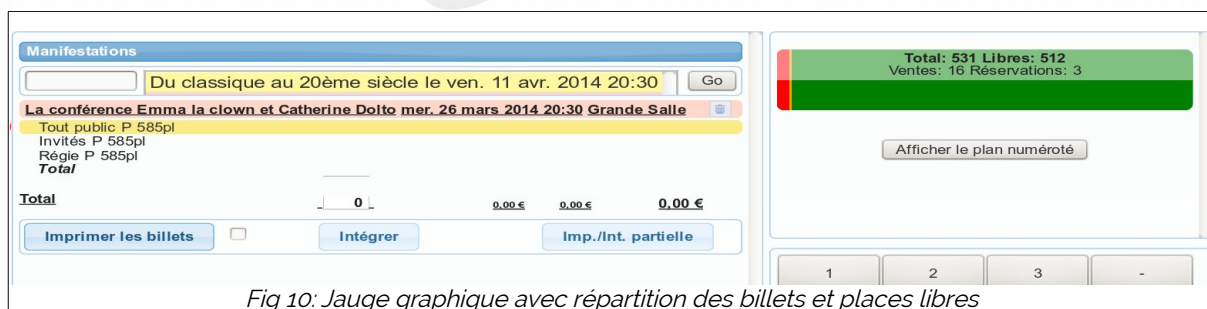 Manifestations
Du classique au 20ème siècle le ven. 11 avr. 2014 20:30 Go
La conférence Emma la clown et Catherine Dolto mer. 26 mars 2014 20:30 Grande Salle
Tout public P 585pl
Invités P 585pl
Régie P 585pl
Total
Total 0 0,00 € 0,00 € 0,00 €
Imprimer les billets Intégrer Imp./Int. partielle
Total: 531 Libres: 512
Ventes: 16 Réservations: 3
Afficher le plan numéroté
1 2 3 -
Fig 10: Jauge graphique avec répartition des billets et places libres